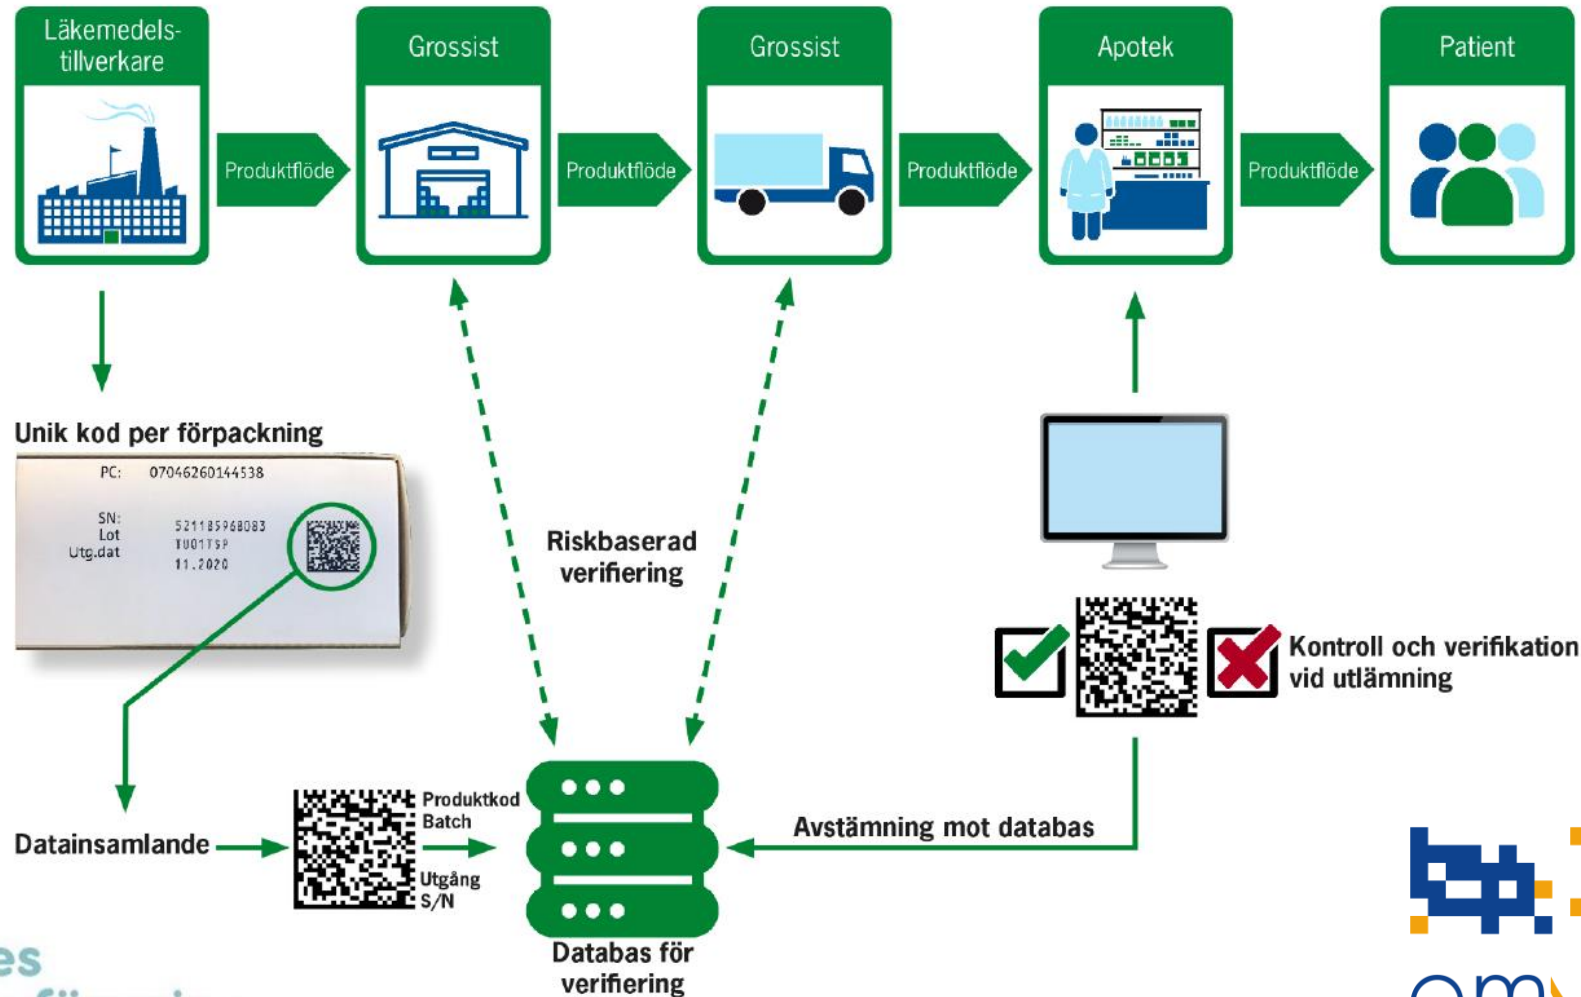 Läkemedels-
tillverkare
Grossist
Grossist
Apotek
Patient
Produktflöde
Produktflöde
Produktflöde
Produktflöde
Unik kod per förpackning
PC: 07046260144538
SN: 521185968083
Lot TU01TSP
Utg.dat 11.2020
Riskbaserad
verifiering
Kontroll och verifikation
vid utlämning
Datainsamlande
Produktkod
Batch
Utgång
S/N
Avstämning mot databas
Databas för
verifiering
es